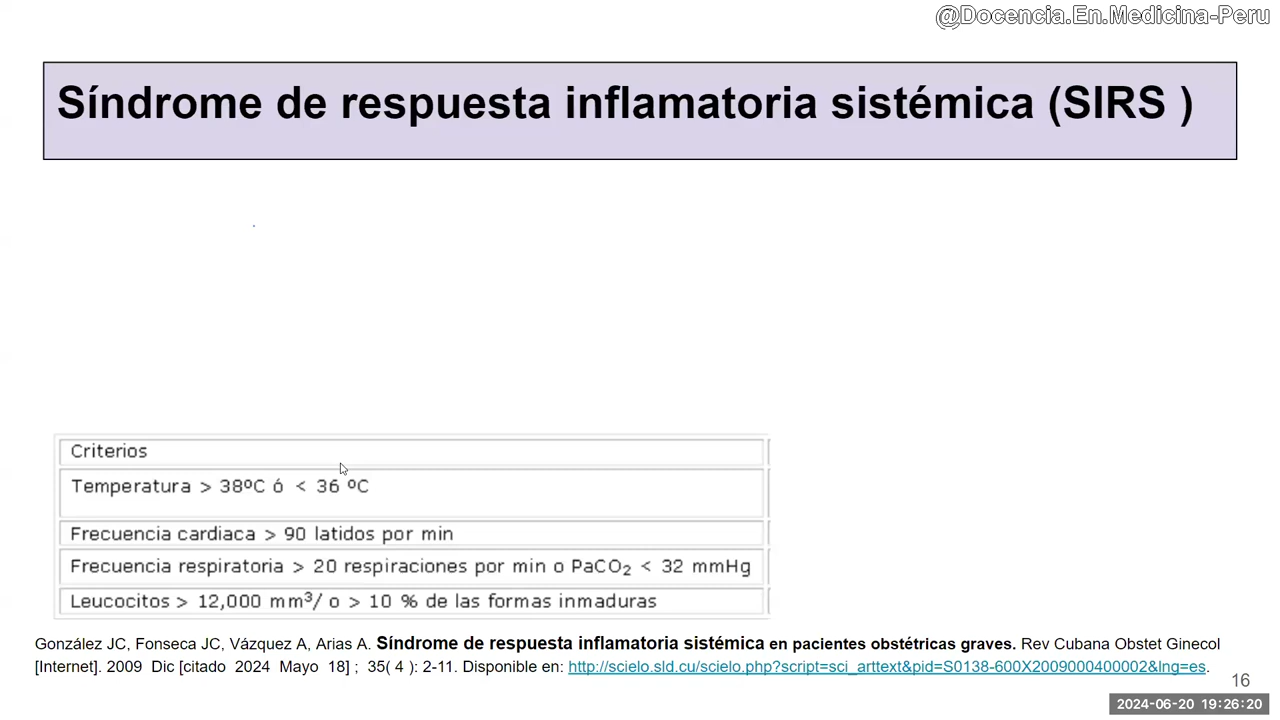 @Docencia.En.Medicina-Peru
Síndrome de respuesta inflamatoria sistémica (SIRS )
Criterios
Temperatura > 38ºC ó < 36 ºC
Frecuencia cardiaca > 90 latidos por min
Frecuencia respiratoria > 20 respiraciones por min o PaCO₂ < 32 mmHg
Leucocitos > 12,000 mm³/ o > 10 % de las formas inmaduras
González JC, Fonseca JC, Vázquez A, Arias A. Síndrome de respuesta inflamatoria sistémica en pacientes obstétricas graves. Rev Cubana Obstet Ginecol
[Internet]. 2009 Dic [citado 2024 Mayo 18] ; 35( 4 ): 2-11. Disponible en: http://scielo.sld.cu/scielo.php?script=sci_arttext&pid=S0138-600X2009000400002&lng=es.
16
2024-06-20 19:26:20